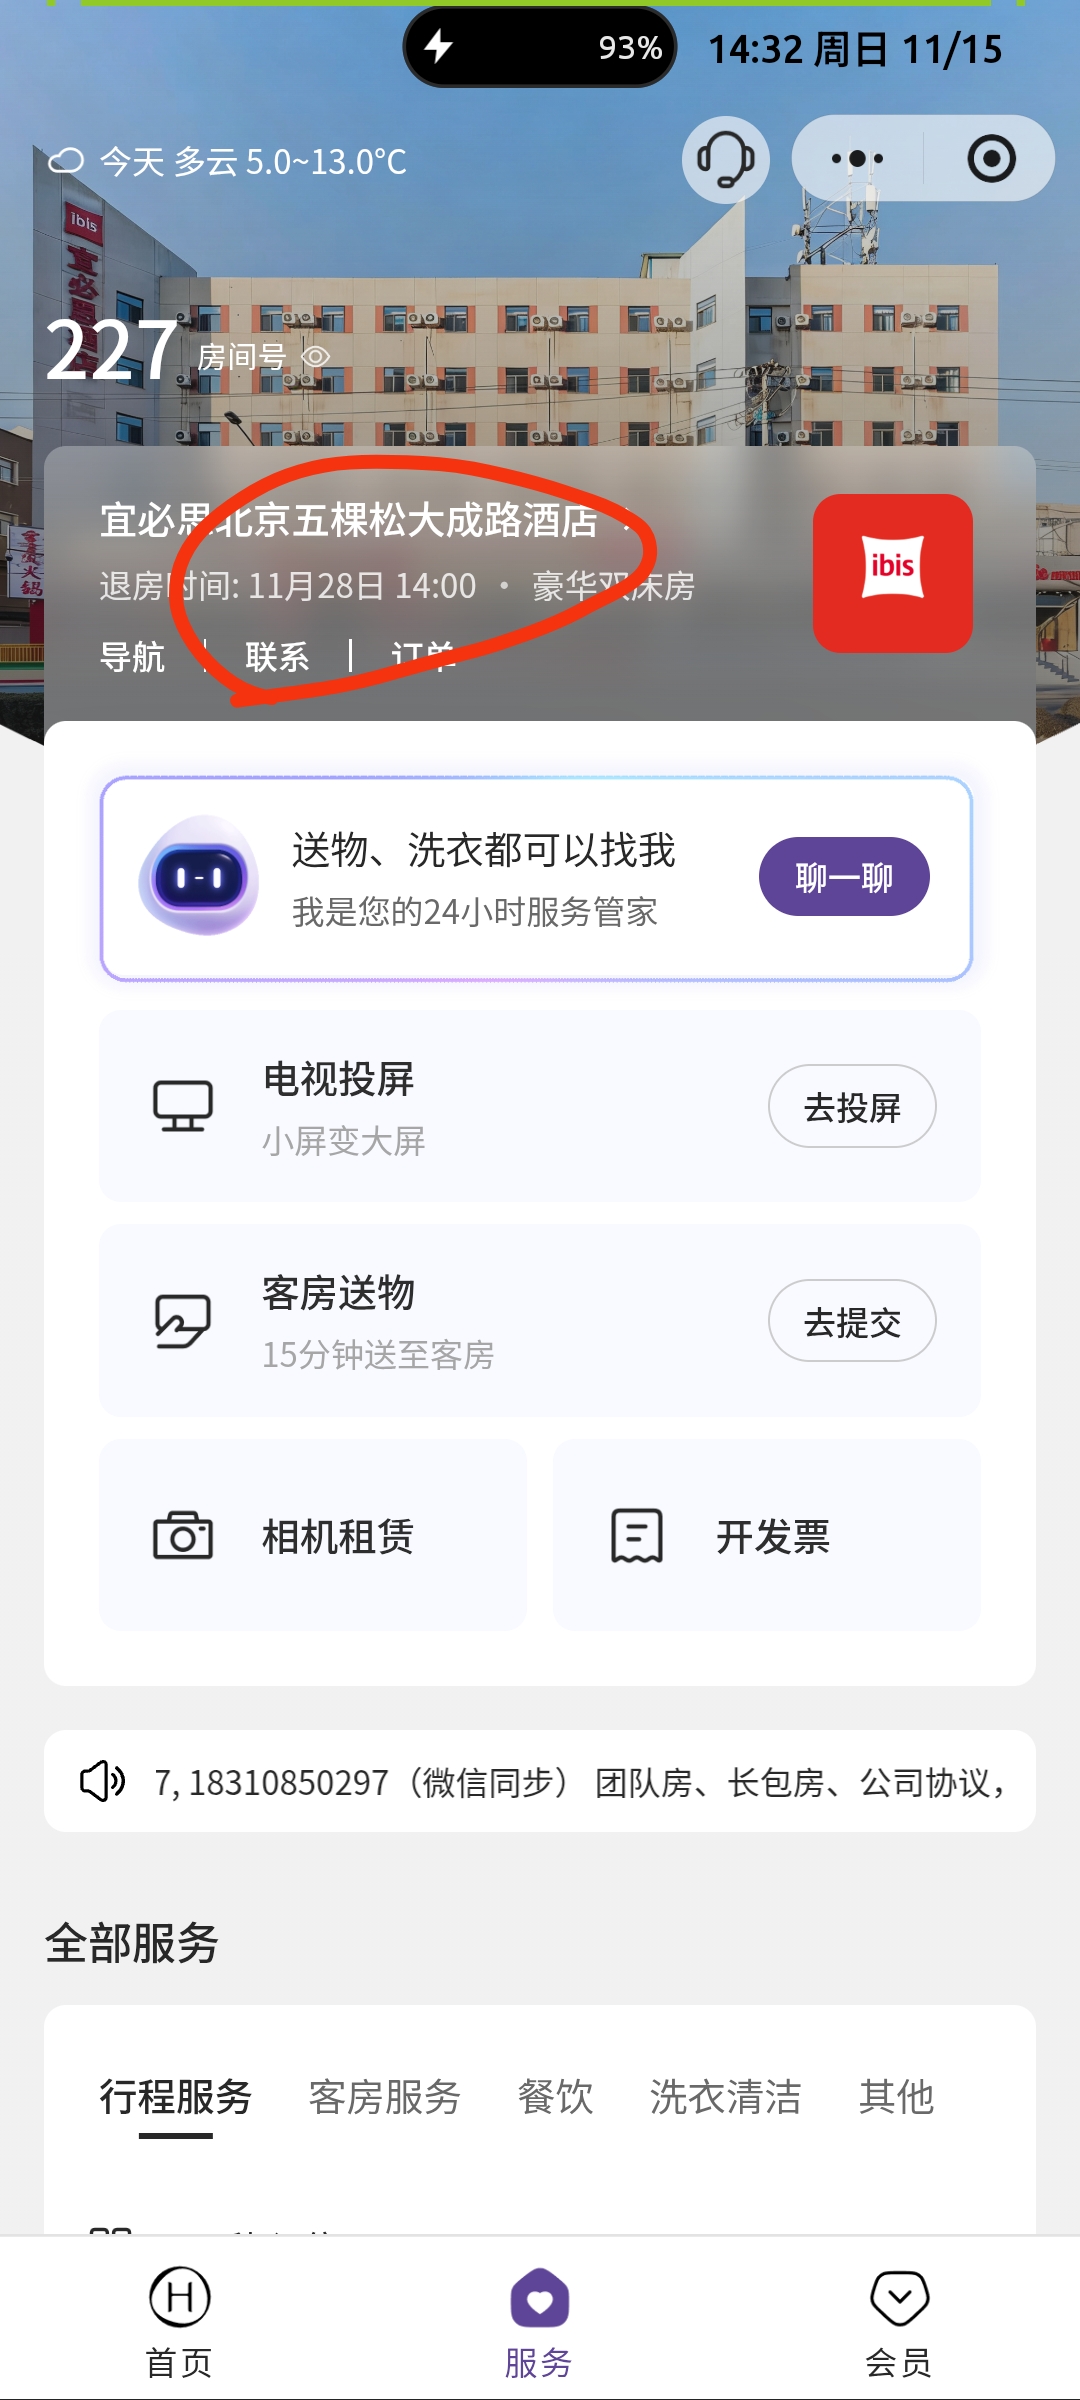 93%
14:32 周日 11/15
今天 多云 5.0~13.0°C
ibis
227 房间号
宜必思北京五棵松大成路酒店
退房时间: 11月28日 14:00 · 豪华双床房
导航 | 联系 | 订单
ibis
送物、洗衣都可以找我
我是您的24小时服务管家
聊一聊
电视投屏
小屏变大屏
去投屏
客房送物
15分钟送至客房
去提交
相机租赁
开发票
7, 18310850297（微信同步） 团队房、长包房、公司协议，
全部服务
行程服务 客房服务 餐饮 洗衣清洁 其他
首页
服务
会员